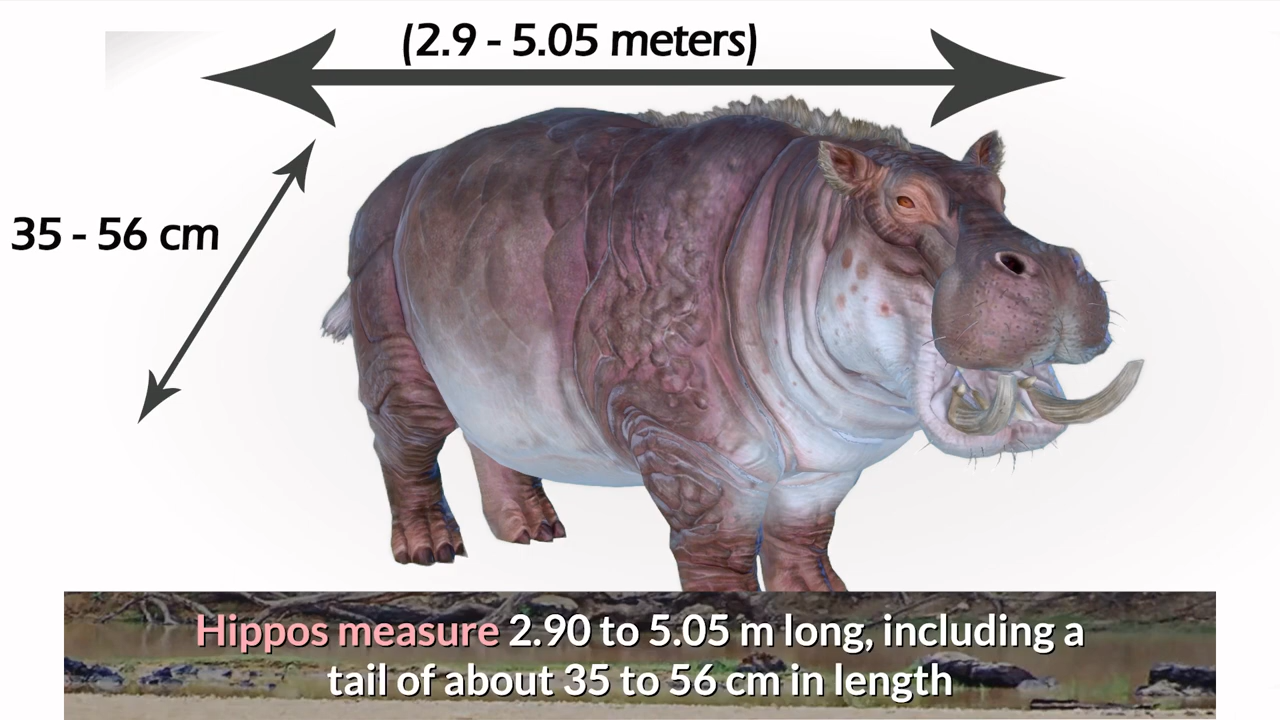 (2.9 - 5.05 meters)
35 - 56 cm
Hippos measure 2.90 to 5.05 m long, including a
tail of about 35 to 56 cm in length